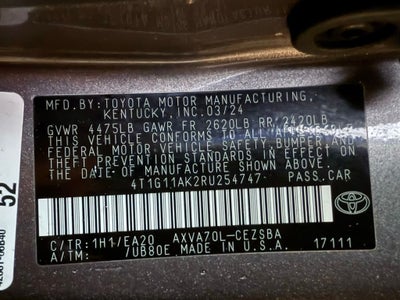 MFD.BY:TOYOTA MOTOR MANUFACTURING,
KENTUCKY,INC.03/24
GVWR 4475LB GAWR FR 2620LB RR 2420LB
THIS VEHICLE CONFORMS TO ALL
APPLICABLE FEDERAL MOTOR VEHICLE
SAFETY, BUMPER,AND
THEFT PREVENTION STANDARDS IN EFFECT
ON THE DATE OF MANUFACTURE SHOWN ABOVE.
4T1G11AK2RU254747 PASS.CAR
C/TR:1H1/EA20 AXVA70L-CEZSBA
A/TM: /UB80E MADE IN U.S.A. 17111
52